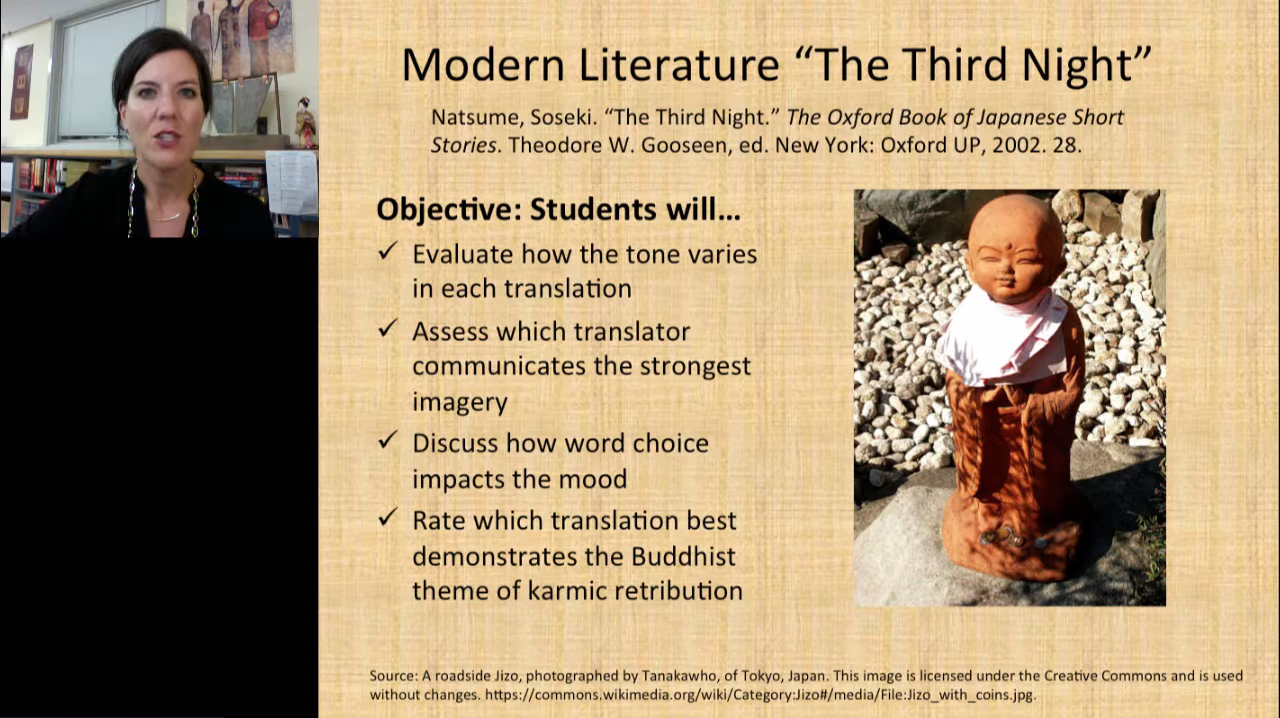 Modern Literature “The Third Night”
Natsume, Soseki. “The Third Night.” The Oxford Book of Japanese Short
Stories. Theodore W. Gooseen, ed. New York: Oxford UP, 2002. 28.
Objective: Students will…
✓ Evaluate how the tone varies
in each translation
✓ Assess which translator
communicates the strongest
imagery
✓ Discuss how word choice
impacts the mood
✓ Rate which translation best
demonstrates the Buddhist
theme of karmic retribution
Source: A roadside Jizo, photographed by Tanakawho, of Tokyo, Japan. This image is licensed under the Creative Commons and is used
without changes. https://commons.wikimedia.org/wiki/Category:Jizo#/media/File:Jizo_with_coins.jpg.